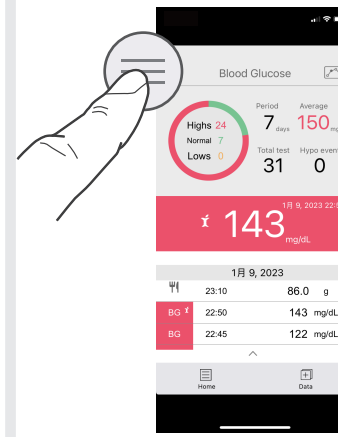 Blood Glucose
Highs 24
Normal 7
Lows 0
Period
7 days
Average
150
Total test
31
Hypo event
0
1月 9, 2023 22:5
143
mg/dL
1月 9, 2023
23:10 86.0 g
BG 22:50 143 mg/dL
BG 22:45 122 mg/dL
Home
Data